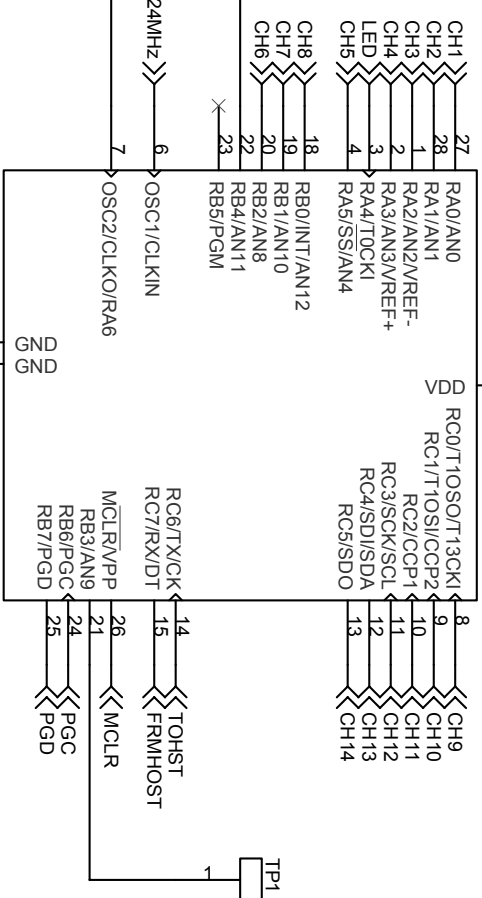 CH1
CH2
CH3
CH4
LED
CH5
CH8
CH7
CH6
24MHz
27
28
1
2
3
4
18
19
20
22
23
6
7
RA0/AN0
RA1/AN1
RA2/AN2/VREF-
RA3/AN3/VREF+
RA4/T0CKI
RA5/SS/AN4
RB0/INT/AN12
RB1/AN10
RB2/AN8
RB4/AN11
RB5/PGM
OSC1/CLKIN
OSC2/CLKO/RA6
GND
GND
VDD
RC0/T1OSO/T13CKI
RC1/T1OSI/CCP2
RC2/CCP1
RC3/SCK/SCL
RC4/SDI/SDA
RC5/SDO
RC6/TX/CK
RC7/RX/DT
MCLR/VPP
RB3/AN9
RB6/PGC
RB7/PGD
8
9
10
11
12
13
14
15
26
21
24
25
CH9
CH10
CH11
CH12
CH13
CH14
TOHST
FRMHOST
MCLR
PGC
PGD
1
TP1